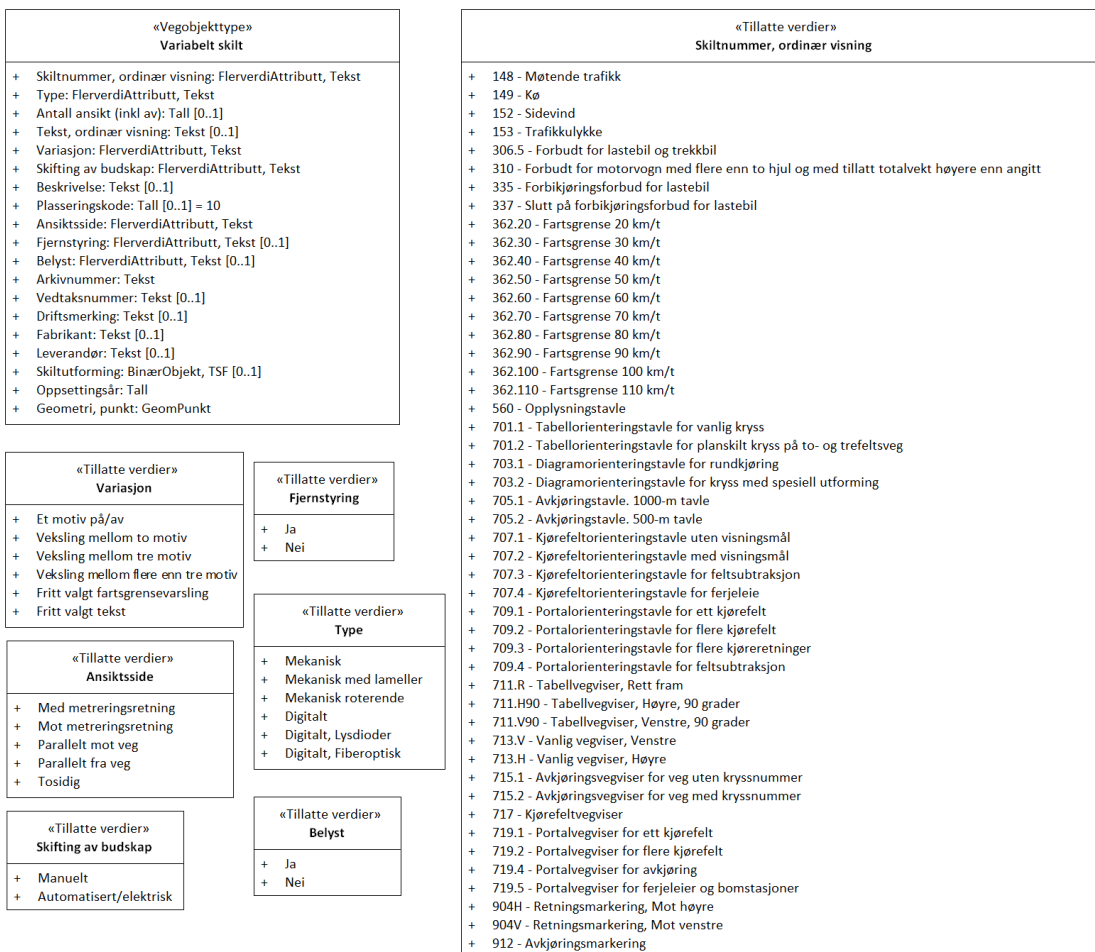 «Vegobjekttype»
Variabelt skilt
+ Skiltnummer, ordinær visning: FlerverdiAttributt, Tekst
+ Type: FlerverdiAttributt, Tekst
+ Antall ansikt (inkl av): Tall [0..1]
+ Tekst, ordinær visning: Tekst [0..1]
+ Variasjon: FlerverdiAttributt, Tekst
+ Skifting av budskap: FlerverdiAttributt, Tekst
+ Beskrivelse: Tekst [0..1]
+ Plasseringskode: Tall [0..1] = 10
+ Ansiktsside: FlerverdiAttributt, Tekst
+ Fjernstyring: FlerverdiAttributt, Tekst [0..1]
+ Belyst: FlerverdiAttributt, Tekst [0..1]
+ Arkivnummer: Tekst
+ Vedtaksnummer: Tekst [0..1]
+ Driftsmerking: Tekst [0..1]
+ Fabrikant: Tekst [0..1]
+ Leverandør: Tekst [0..1]
+ Skiltutforming: BinærObjekt, TSF [0..1]
+ Oppsettingsår: Tall
+ Geometri, punkt: GeomPunkt
«Tillatte verdier»
Variasjon
+ Et motiv på/av
+ Veksling mellom to motiv
+ Veksling mellom tre motiv
+ Veksling mellom flere enn tre motiv
+ Fritt valgt fartsgrensevarsling
+ Fritt valgt tekst
«Tillatte verdier»
Fjernstyring
+ Ja
+ Nei
«Tillatte verdier»
Type
+ Mekanisk
+ Mekanisk med lameller
+ Mekanisk roterende
+ Digitalt
+ Digitalt, Lysdioder
+ Digitalt, Fiberoptisk
«Tillatte verdier»
Ansiktsside
+ Med metreringsretning
+ Mot metreringsretning
+ Parallelt mot veg
+ Parallelt fra veg
+ Tosidig
«Tillatte verdier»
Skifting av budskap
+ Manuelt
+ Automatisert/elektrisk
«Tillatte verdier»
Belyst
+ Ja
+ Nei
«Tillatte verdier»
Skiltnummer, ordinær visning
+ 148 - Møtende trafikk
+ 149 - Kø
+ 152 - Sidevind
+ 153 - Trafikkulykke
+ 306.5 - Forbudt for lastebil og trekkbil
+ 310 - Forbudt for motorvogn med flere enn to hjul og med tillatt totalvekt høyere enn angitt
+ 335 - Forbikjøringsforbud for lastebil
+ 337 - Slutt på forbikjøringsforbud for lastebil
+ 362.20 - Fartsgrense 20 km/t
+ 362.30 - Fartsgrense 30 km/t
+ 362.40 - Fartsgrense 40 km/t
+ 362.50 - Fartsgrense 50 km/t
+ 362.60 - Fartsgrense 60 km/t
+ 362.70 - Fartsgrense 70 km/t
+ 362.80 - Fartsgrense 80 km/t
+ 362.90 - Fartsgrense 90 km/t
+ 362.100 - Fartsgrense 100 km/t
+ 362.110 - Fartsgrense 110 km/t
+ 560 - Opplysningstavle
+ 701.1 - Tabellorienteringstavle for vanlig kryss
+ 701.2 - Tabellorienteringstavle for planskilt kryss på to- og trefeltsveg
+ 703.1 - Diagramorienteringstavle for rundkjøring
+ 703.2 - Diagramorienteringstavle for kryss med spesiell utforming
+ 705.1 - Avkjøringstavle. 1000-m tavle
+ 705.2 - Avkjøringstavle. 500-m tavle
+ 707.1 - Kjørefeltorienteringstavle uten visningsmål
+ 707.2 - Kjørefeltorienteringstavle med visningsmål
+ 707.3 - Kjørefeltorienteringstavle for feltsubtraksjon
+ 707.4 - Kjørefeltorienteringstavle for ferjeleie
+ 709.1 - Portalorienteringstavle for ett kjørefelt
+ 709.2 - Portalorienteringstavle for flere kjørefelt
+ 709.3 - Portalorienteringstavle for flere kjøreretninger
+ 709.4 - Portalorienteringstavle for feltsubtraksjon
+ 711.R - Tabellvegviser, Rett fram
+ 711.H90 - Tabellvegviser, Høyre, 90 grader
+ 711.V90 - Tabellvegviser, Venstre, 90 grader
+ 713.V - Vanlig vegviser, Venstre
+ 713.H - Vanlig vegviser, Høyre
+ 715.1 - Avkjøringsvegviser for veg uten kryssnummer
+ 715.2 - Avkjøringsvegviser for veg med kryssnummer
+ 717 - Kjørefeltvegviser
+ 719.1 - Portalvegviser for ett kjørefelt
+ 719.2 - Portalvegviser for flere kjørefelt
+ 719.4 - Portalvegviser for avkjøring
+ 719.5 - Portalvegviser for ferjeleier og bomstasjoner
+ 904H - Retningsmarkering, Mot høyre
+ 904V - Retningsmarkering, Mot venstre
+ 912 - Avkjøringsmarkering